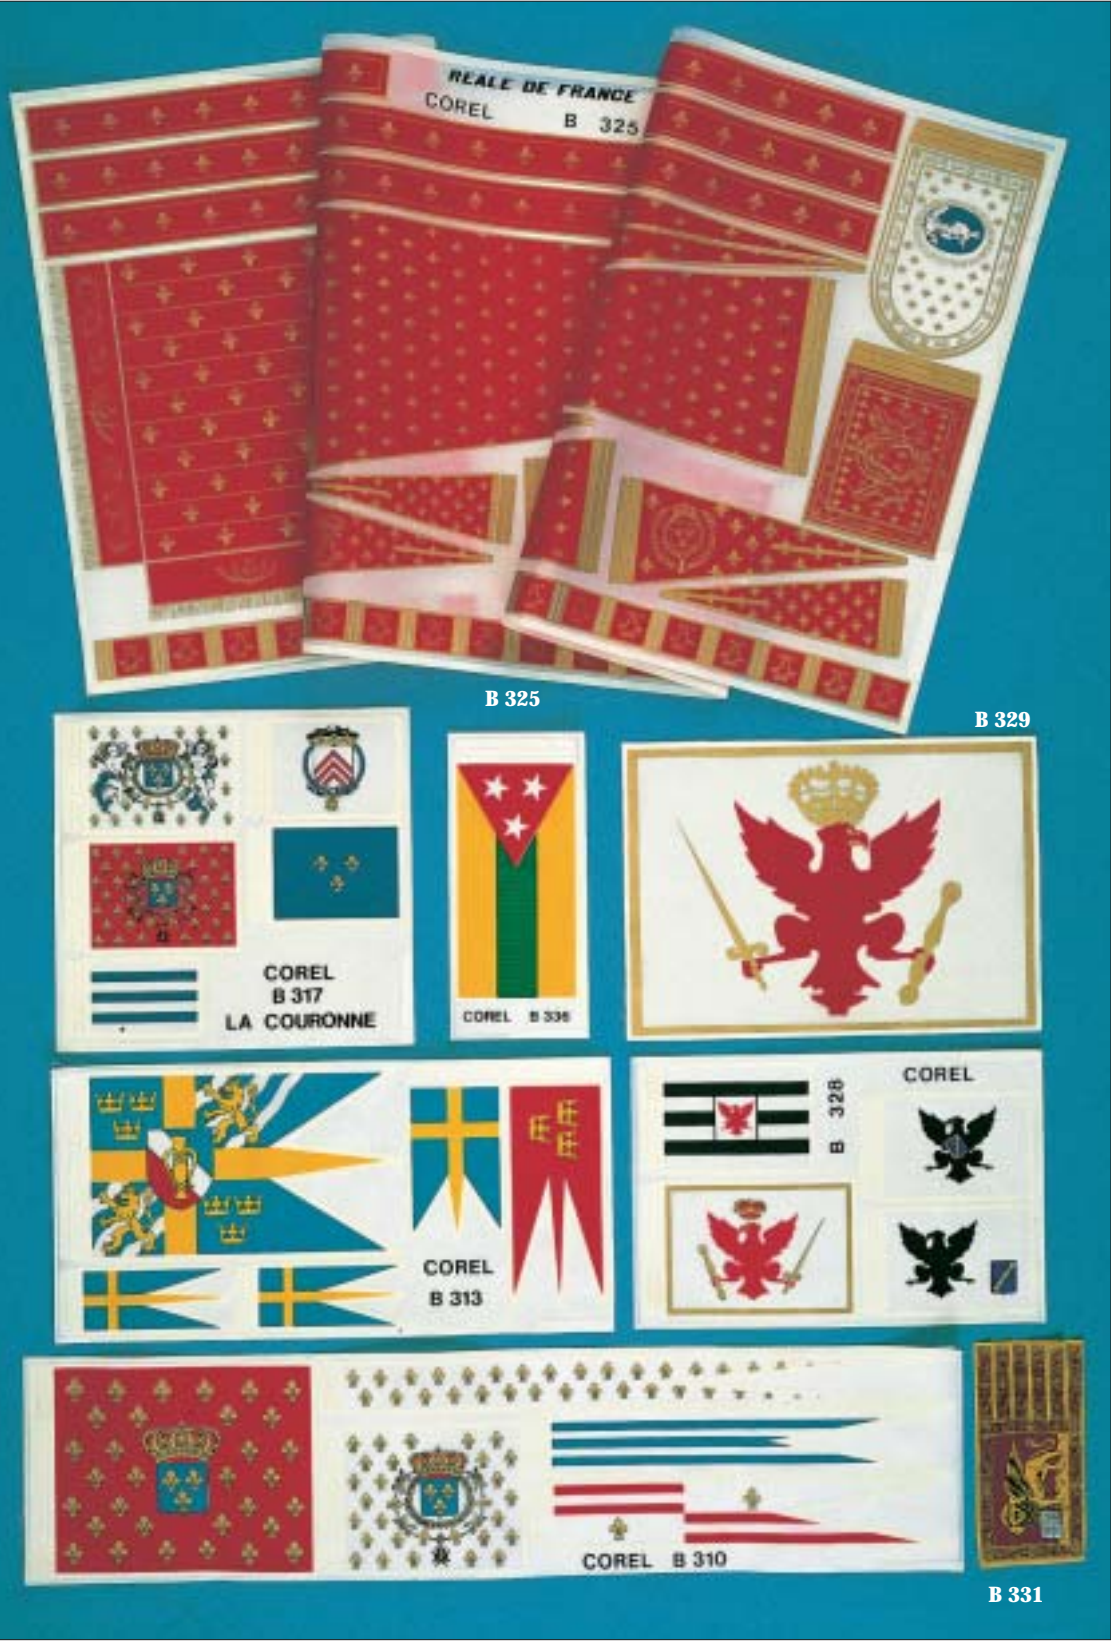 REALE DE FRANCE
COREL B 325
B 325
B 329
COREL
B 317
LA COURONNE
COREL B 336
COREL
B 328
COREL
B 313
COREL B 310
B 331